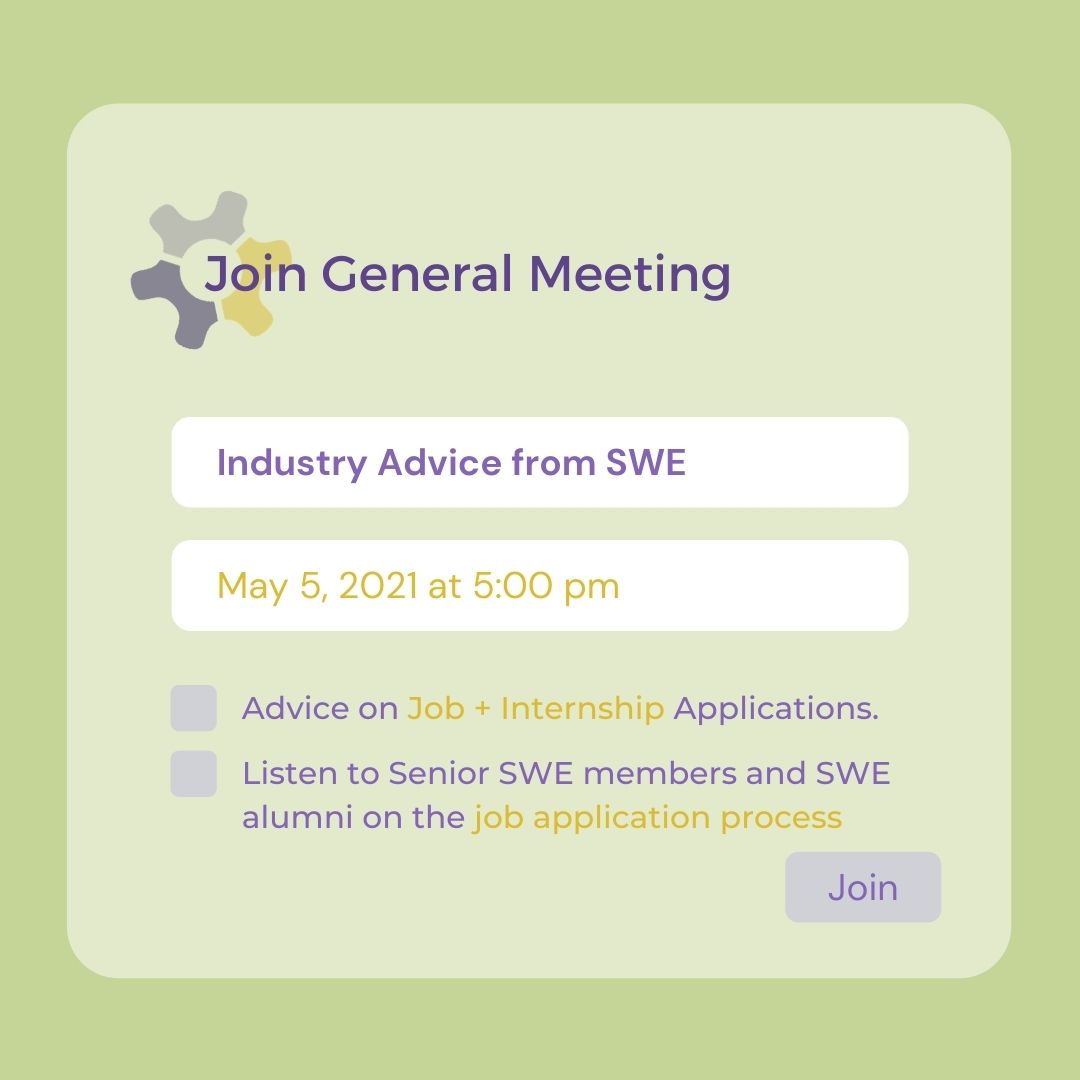 Join General Meeting
Industry Advice from SWE
May 5, 2021 at 5:00 pm
Advice on Job + Internship Applications.
Listen to Senior SWE members and SWE
alumni on the job application process
Join